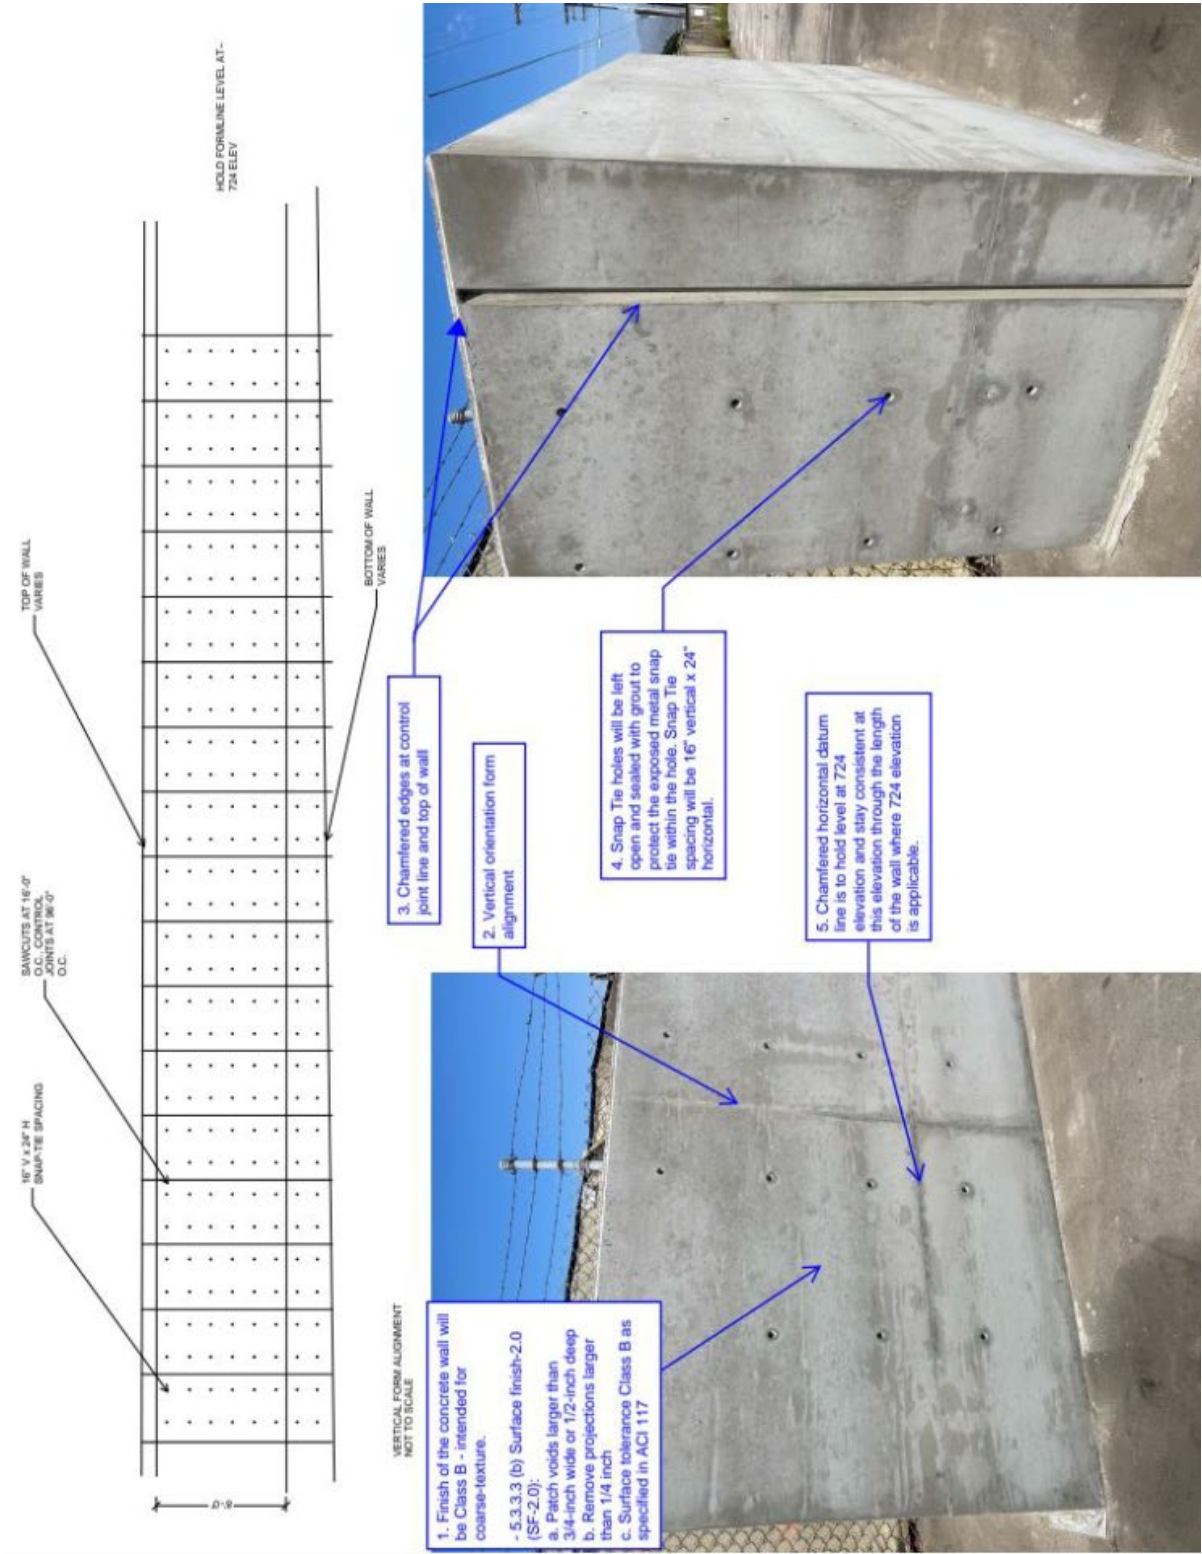 16" V x 24" H
SNAP-TIE SPACING
SAWCUTS AT 16'-0"
O.C., CONTROL
JOINTS AT 96'-0"
O.C.
TOP OF WALL
VARIES
HOLD FORMLINE LEVEL AT -
724 ELEV
8'-0"
BOTTOM OF WALL
VARIES
VERTICAL FORM ALIGNMENT
NOT TO SCALE
1. Finish of the concrete wall will
be Class B - intended for
coarse-texture.
- 5.3.3.3 (b) Surface finish-2.0
(SF-2.0):
a. Patch voids larger than
3/4-inch wide or 1/2-inch deep
b. Remove projections larger
than 1/4 inch
c. Surface tolerance Class B as
specified in ACI 117
2. Vertical orientation form
alignment
3. Chamfered edges at control
joint line and top of wall
4. Snap Tie holes will be left
open and sealed with grout to
protect the exposed metal snap
tie within the hole. Snap Tie
spacing will be 16" vertical x 24"
horizontal.
5. Chamfered horizontal datum
line is to hold level at 724
elevation and stay consistent at
this elevation through the length
of the wall where 724 elevation
is applicable.